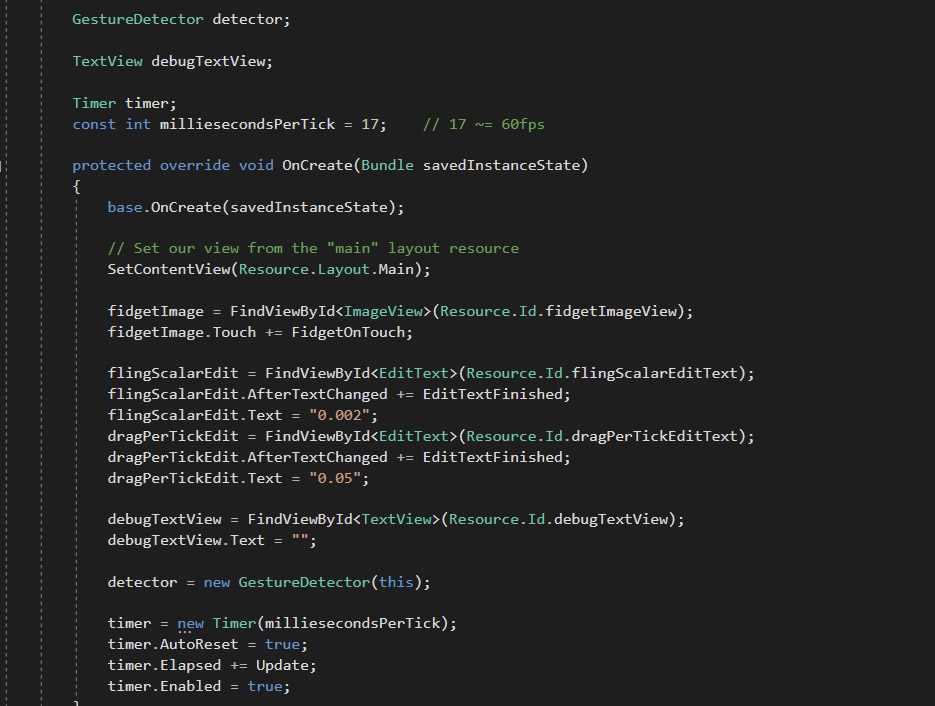 GestureDetector detector;
TextView debugTextView;
Timer timer;
const int milliesecondsPerTick = 17;    // 17 ~= 60fps
protected override void OnCreate(Bundle savedInstanceState)
{
base.OnCreate(savedInstanceState);
// Set our view from the "main" layout resource
SetContentView(Resource.Layout.Main);
fidgetImage = FindViewById<ImageView>(Resource.Id.fidgetImageView);
fidgetImage.Touch += FidgetOnTouch;
flingScalarEdit = FindViewById<EditText>(Resource.Id.flingScalarEditText);
flingScalarEdit.AfterTextChanged += EditTextFinished;
flingScalarEdit.Text = "0.002";
dragPerTickEdit = FindViewById<EditText>(Resource.Id.dragPerTickEditText);
dragPerTickEdit.AfterTextChanged += EditTextFinished;
dragPerTickEdit.Text = "0.05";
debugTextView = FindViewById<TextView>(Resource.Id.debugTextView);
debugTextView.Text = "";
detector = new GestureDetector(this);
timer = new Timer(milliesecondsPerTick);
timer.AutoReset = true;
timer.Elapsed += Update;
timer.Enabled = true;
}